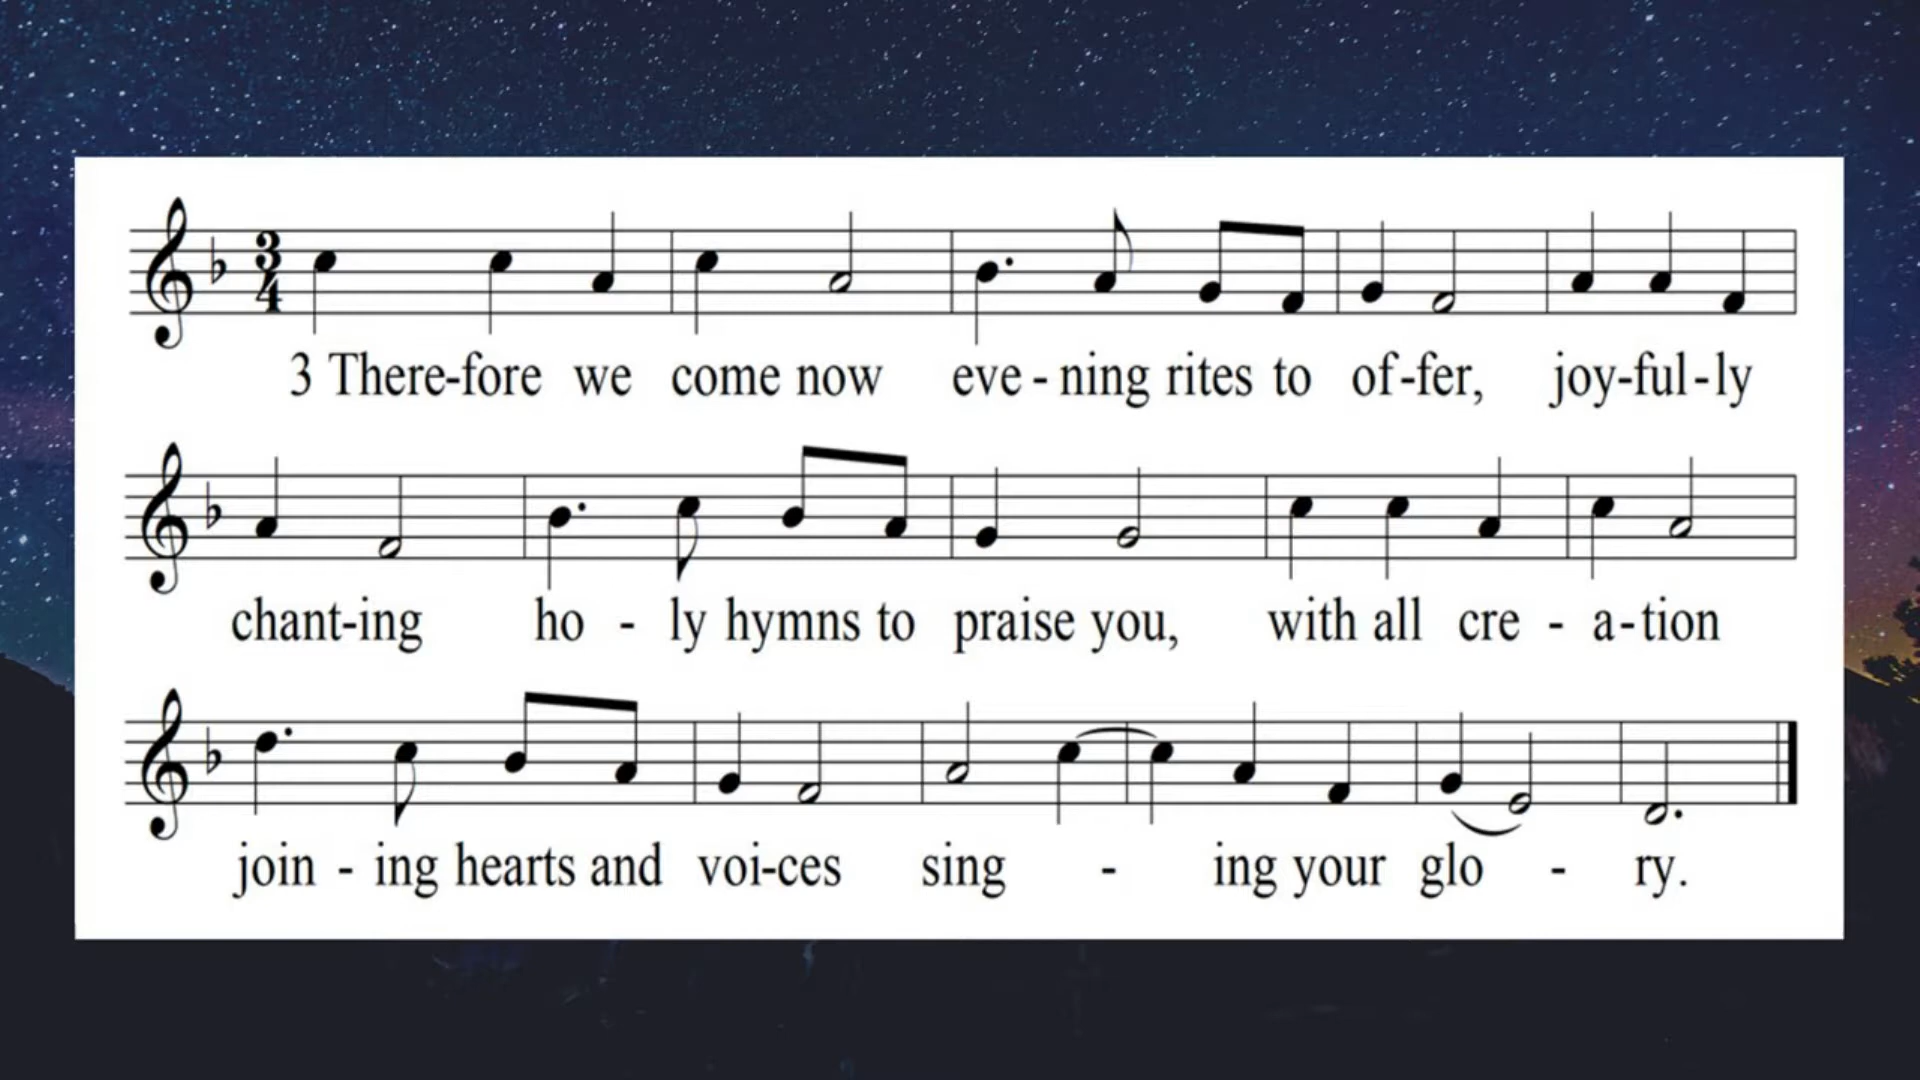 3 There-fore we come now eve - ning rites to of-fer, joy-ful-ly
chant-ing ho - ly hymns to praise you, with all cre - a-tion
join - ing hearts and voi-ces sing - ing your glo - ry.